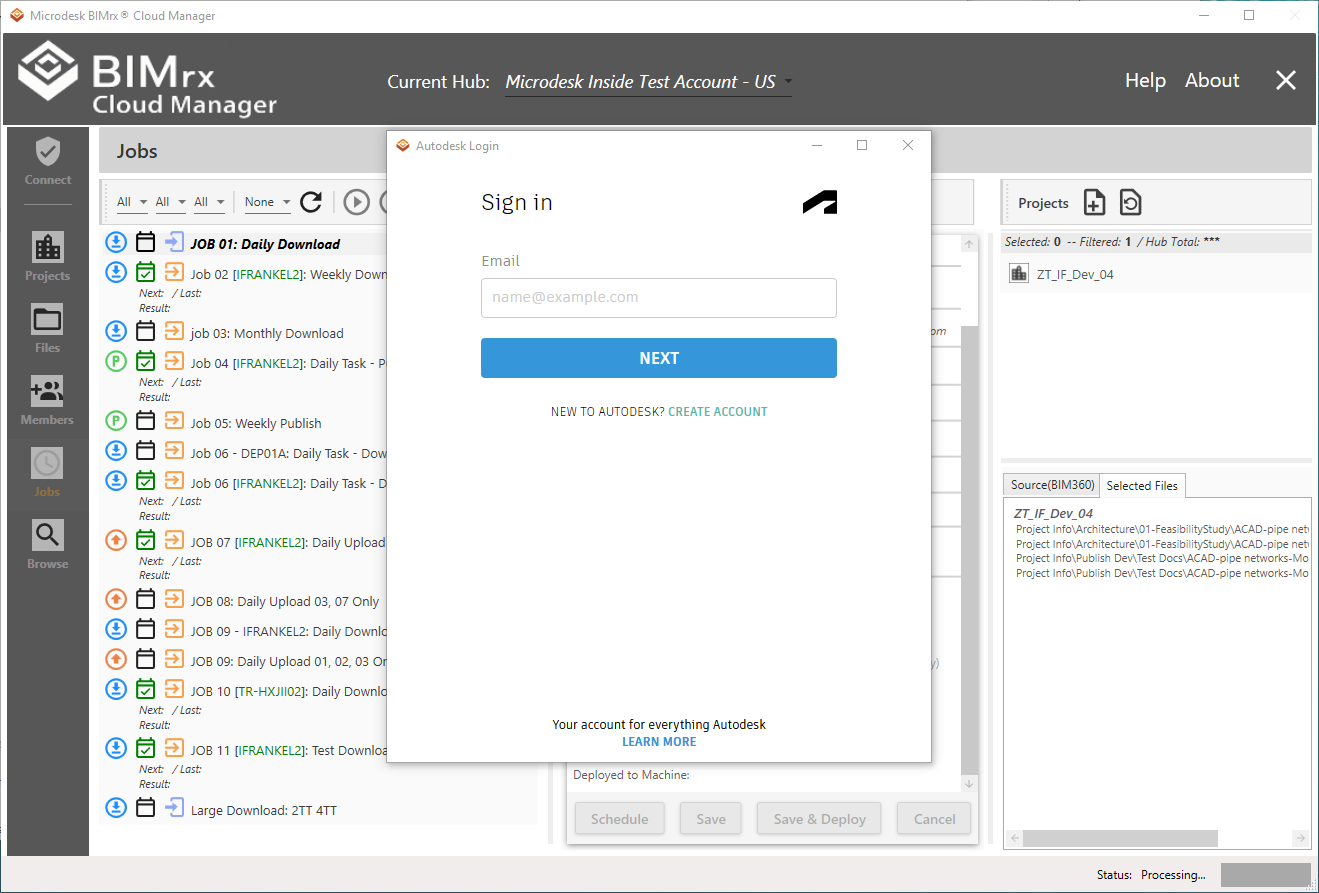 Microdesk BIMrx® Cloud Manager
BIMrx
Cloud Manager
Current Hub: Microdesk Inside Test Account - US
Help About
Connect
Projects
Files
Members
Jobs
Browse
Jobs
All All All None
JOB 01: Daily Download
Job 02 [IFRANKEL2]: Weekly Down
Next: / Last:
Result:
job 03: Monthly Download
Job 04 [IFRANKEL2]: Daily Task - P
Next: / Last:
Result:
Job 05: Weekly Publish
Job 06 - DEP01A: Daily Task - Dow
Job 06 [IFRANKEL2]: Daily Task - D
Next: / Last:
Result:
JOB 07 [IFRANKEL2]: Daily Upload
Next: / Last:
Result:
JOB 08: Daily Upload 03, 07 Only
JOB 09 - IFRANKEL2: Daily Downlo
JOB 09: Daily Upload 01, 02, 03 On
JOB 10 [TR-HXJII02]: Daily Downlo
Next: / Last:
Result:
JOB 11 [IFRANKEL2]: Test Downloa
Next: / Last:
Result:
Large Download: 2TT 4TT
Autodesk Login
Sign in
Email
name@example.com
NEXT
NEW TO AUTODESK? CREATE ACCOUNT
Your account for everything Autodesk
LEARN MORE
om
y)
Deployed to Machine:
Schedule Save Save & Deploy Cancel
Projects
Selected: 0 -- Filtered: 1 / Hub Total: ***
ZT_IF_Dev_04
Source(BIM360) Selected Files
ZT_IF_Dev_04
Project Info\Architecture\01-FeasibilityStudy\ACAD-pipe netw
Project Info\Architecture\01-FeasibilityStudy\ACAD-pipe netw
Project Info\Publish Dev\Test Docs\ACAD-pipe networks-Mo
Project Info\Publish Dev\Test Docs\ACAD-pipe networks-Mo
Status: Processing...